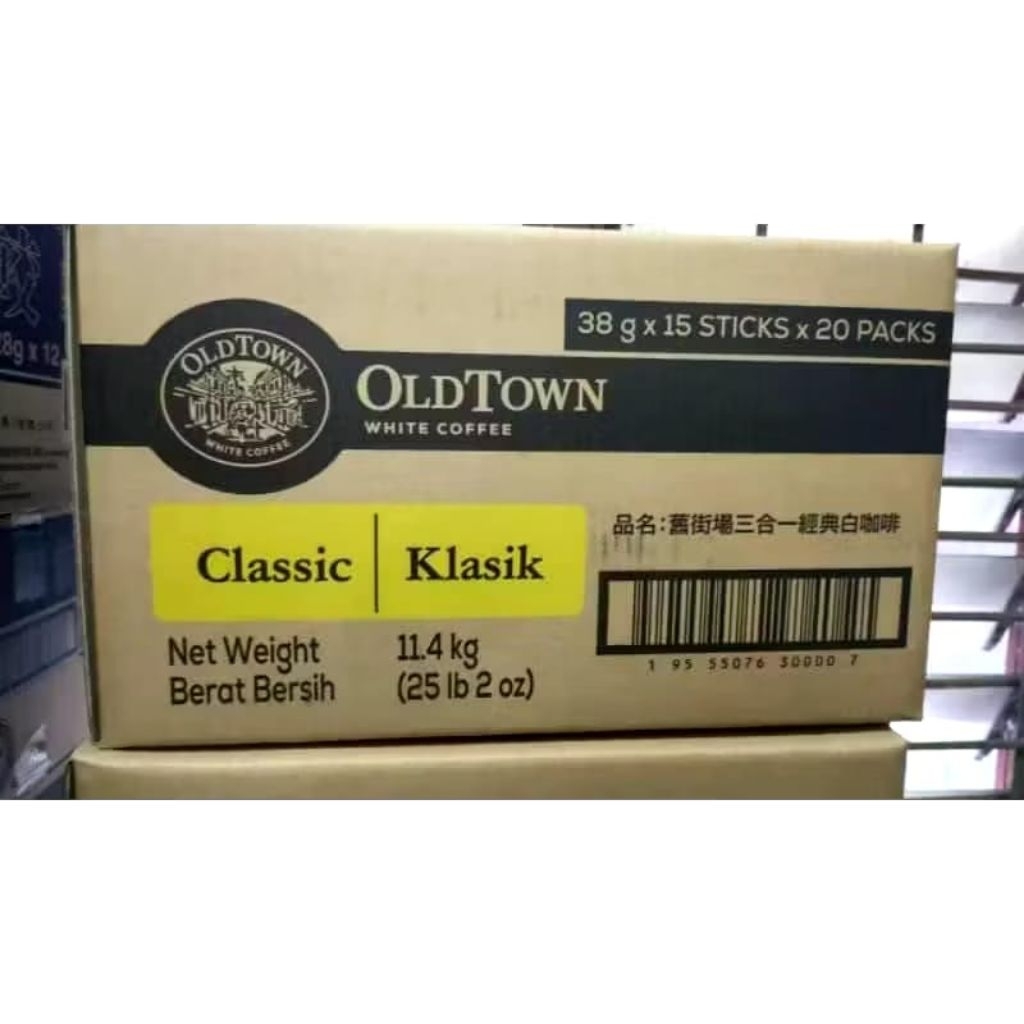 38 g x 15 STICKS x 20 PACKS
OLDTOWN
WHITE COFFEE
OLDTOWN
WHITE COFFEE
Classic | Klasik
品名:舊街場三合一經典白咖啡
Net Weight 11.4 kg
Berat Bersih (25 lb 2 oz)
1 95 55076 30000 7
8g x 12